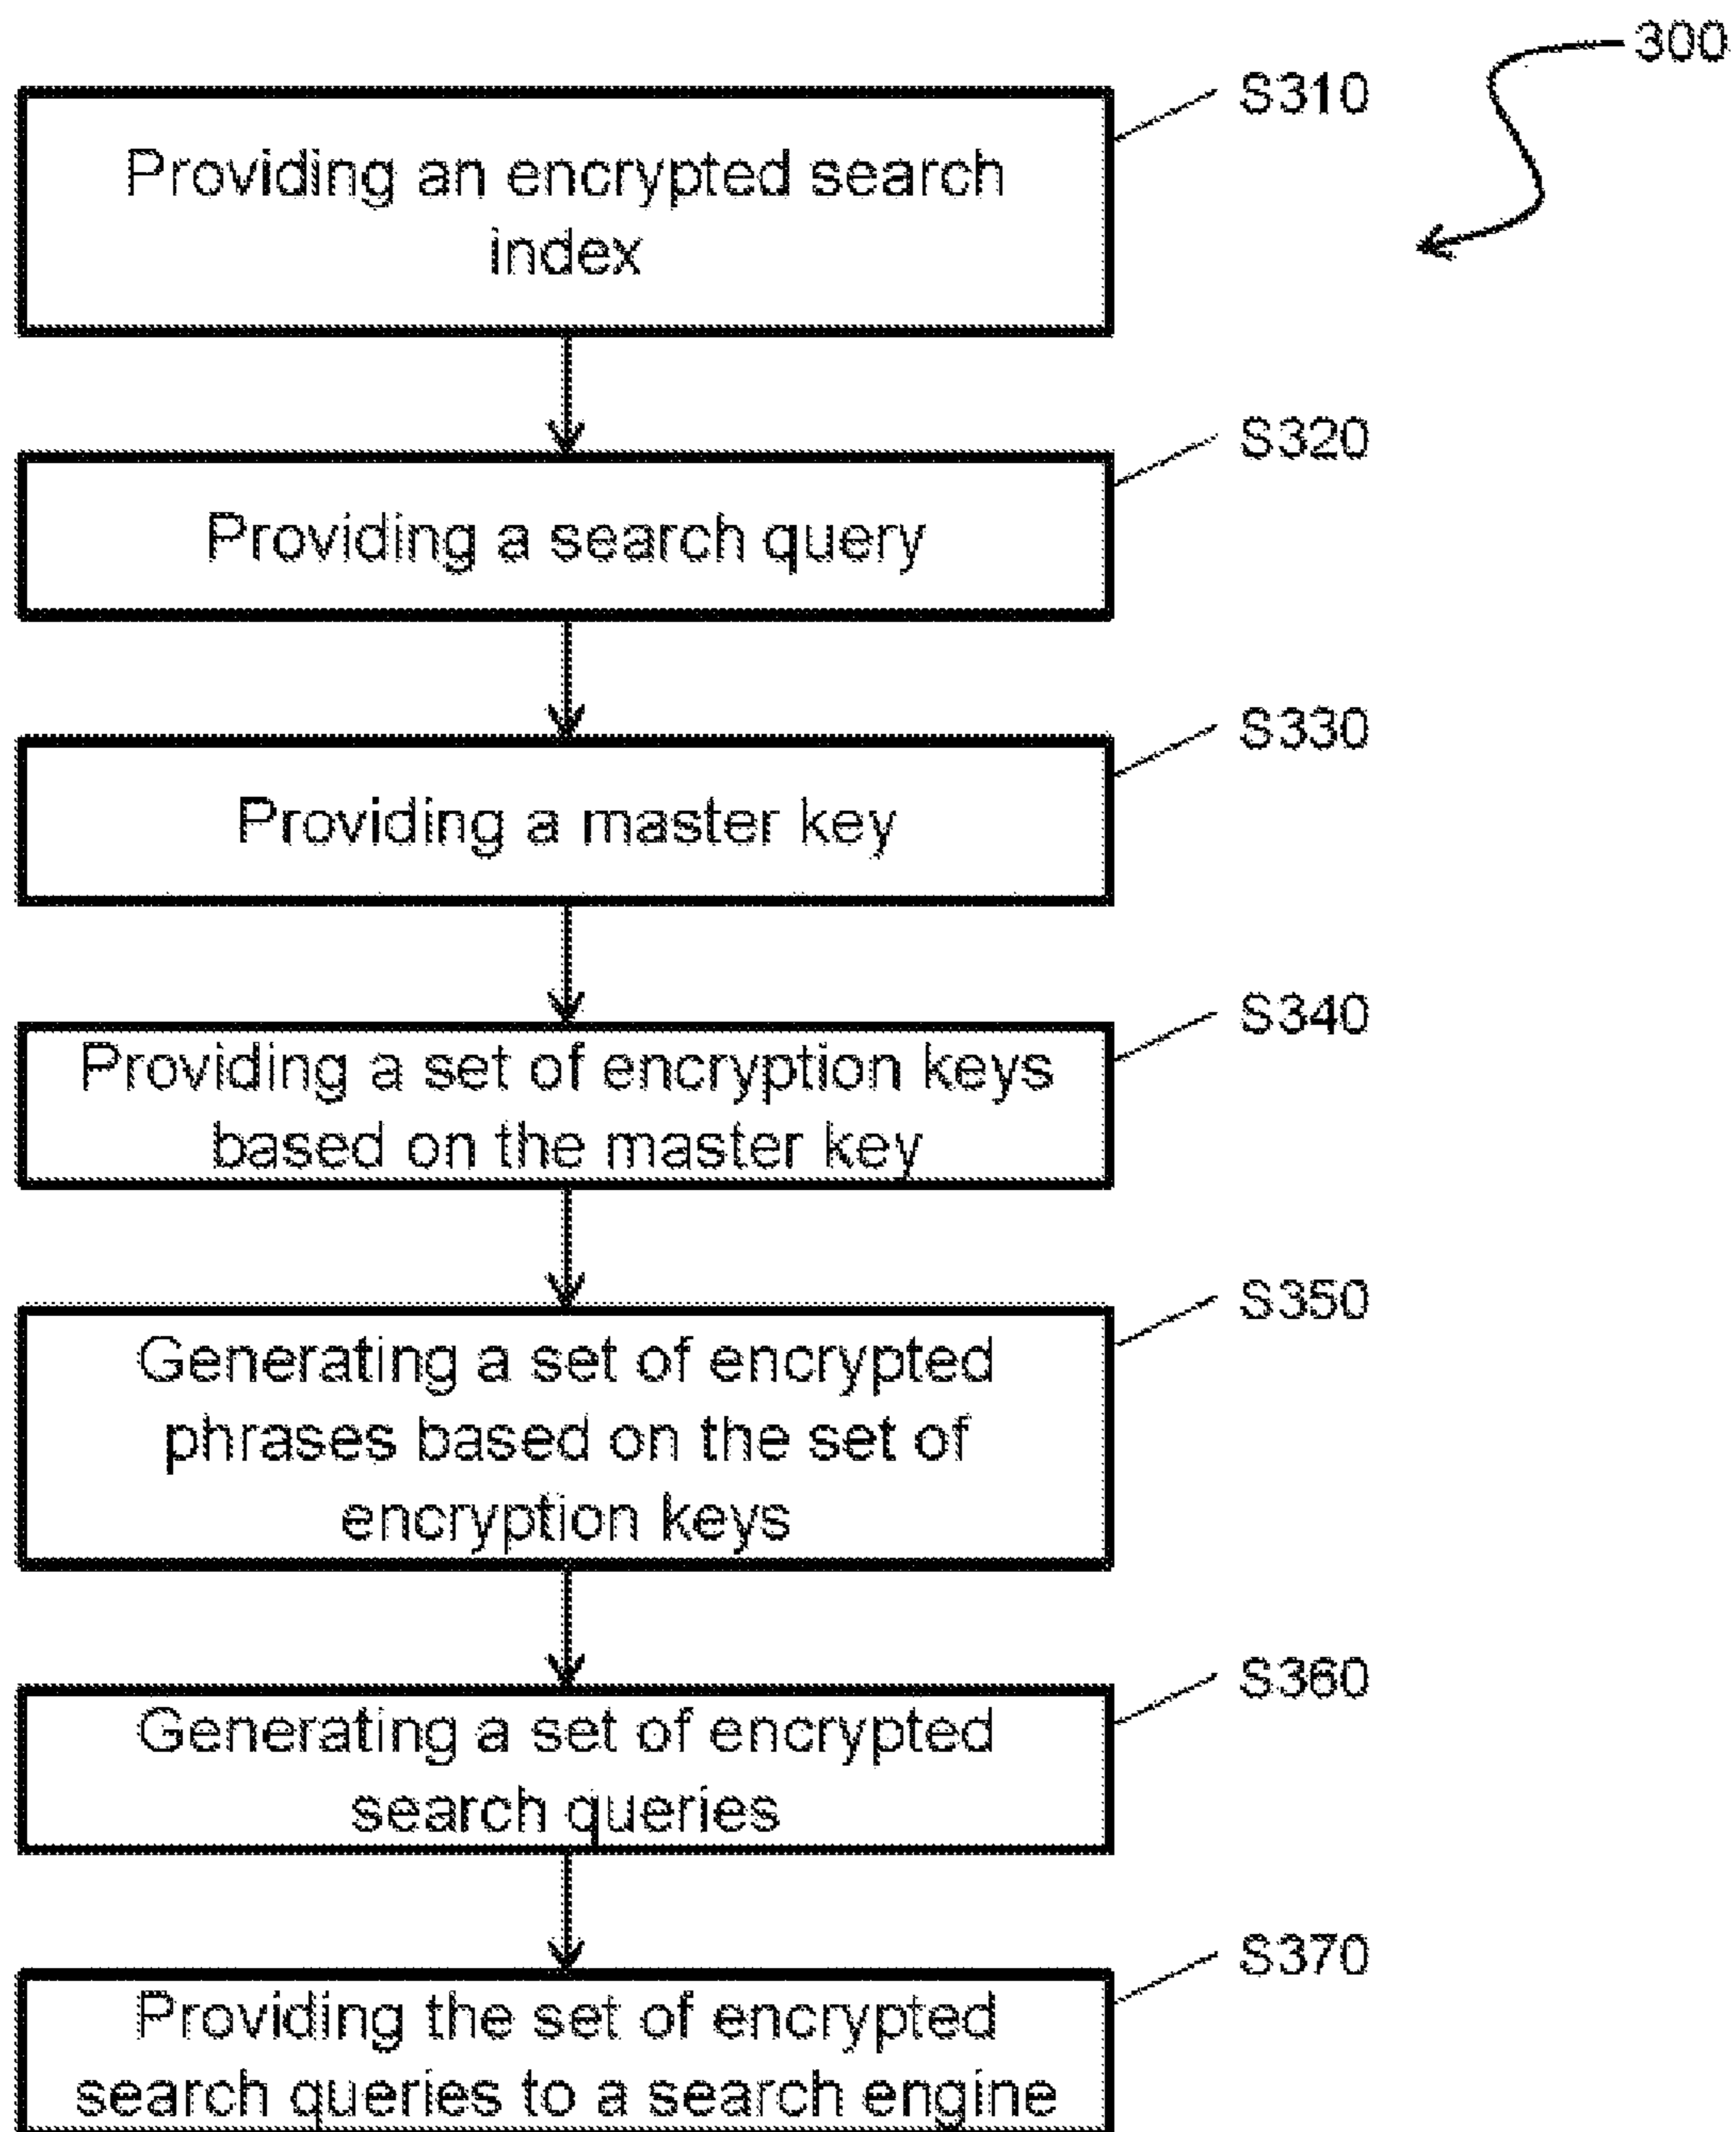 300
S310
Providing an encrypted search
index
S320
Providing a search query
S330
Providing a master key
S340
Providing a set of encryption keys
based on the master key
S350
Generating a set of encrypted
phrases based on the set of
encryption keys
S360
Generating a set of encrypted
search queries
S370
Providing the set of encrypted
search queries to a search engine